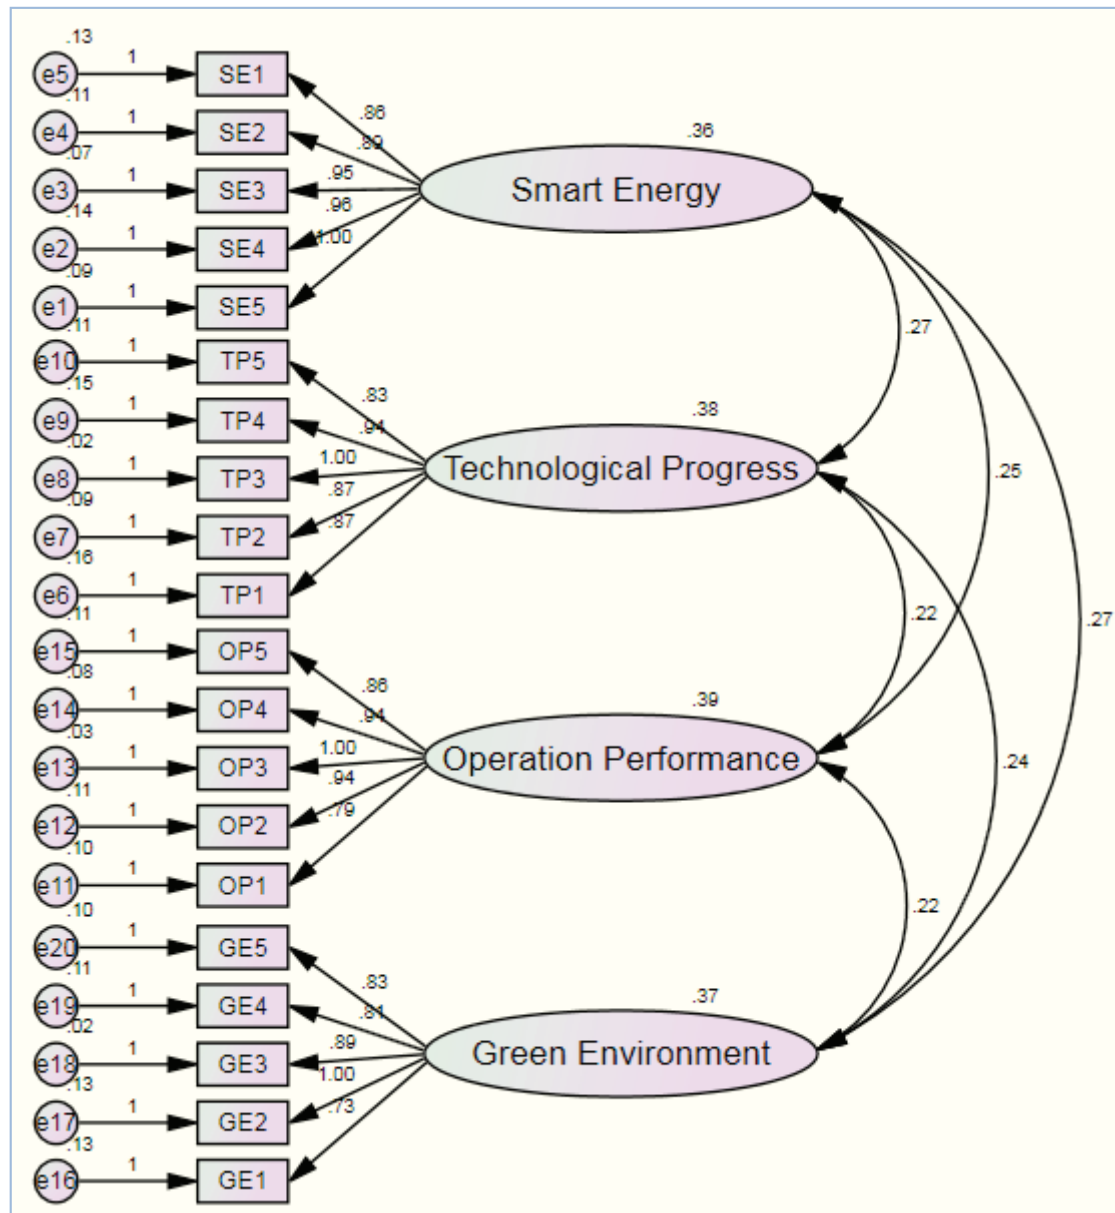 .13
e5 1 SE1
.11
e4 1 SE2
.07
e3 1 SE3
.14
e2 1 SE4
.09
e1 1 SE5
.86
.89
.95
.96
1.00
.36
Smart Energy
.11
e10 1 TP5
.15
e9 1 TP4
.02
e8 1 TP3
.09
e7 1 TP2
.16
e6 1 TP1
.83
.94
1.00
.87
.87
.38
Technological Progress
.11
e15 1 OP5
.08
e14 1 OP4
.03
e13 1 OP3
.11
e12 1 OP2
.10
e11 1 OP1
.86
.94
1.00
.94
.79
.39
Operation Performance
.10
e20 1 GE5
.11
e19 1 GE4
.02
e18 1 GE3
.13
e17 1 GE2
.13
e16 1 GE1
.83
.81
.89
1.00
.73
.37
Green Environment
.27
.25
.27
.22
.24
.22